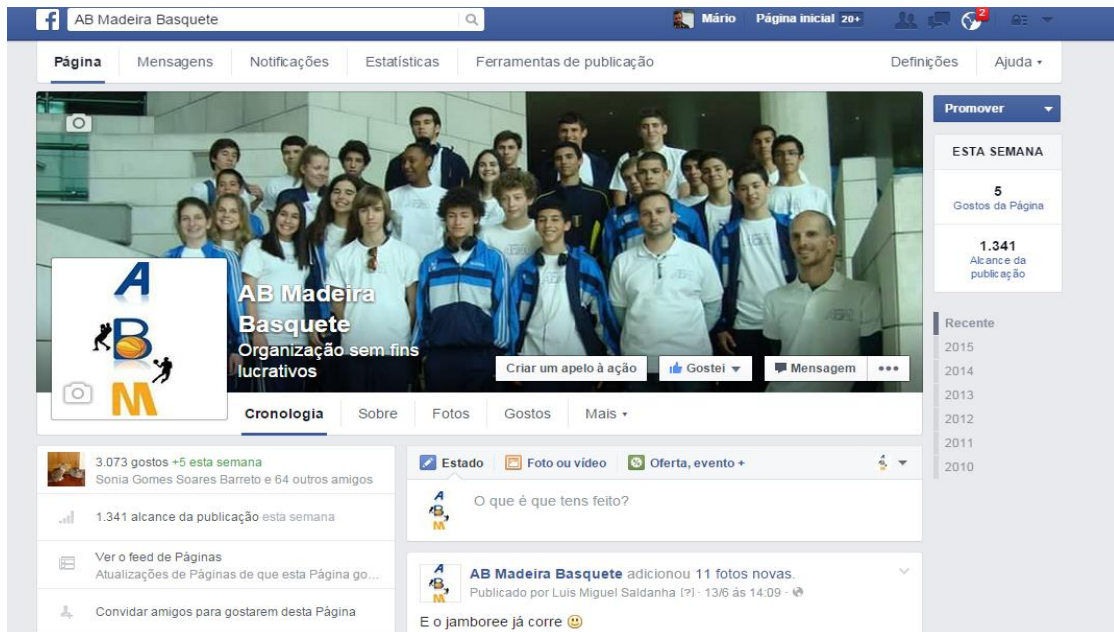 AB Madeira Basquete
Mário Página inicial 20+
2
Página Mensagens Notificações Estatísticas Ferramentas de publicação Definições Ajuda
Promover
ESTA SEMANA
5
Gostos da Página
1.341
Alcance da
publicação
Recente
2015
2014
2013
2012
2011
2010
A
B
M
AB Madeira
Basquete
Organização sem fins
lucrativos
Criar um apelo à ação Gostei Mensagem
Cronologia Sobre Fotos Gostos Mais
3.073 gostos +5 esta semana
Sonia Gomes Soares Barreto e 64 outros amigos
1.341 alcance da publicação esta semana
Ver o feed de Páginas
Atualizações de Páginas de que esta Página go...
Convidar amigos para gostarem desta Página
Estado Foto ou vídeo Oferta, evento +
A
B
M
O que é que tens feito?
A
B
M
AB Madeira Basquete adicionou 11 fotos novas.
Publicado por Luis Miguel Saldanha [?] · 13/6 às 14:09 ·
E o jamboree já corre